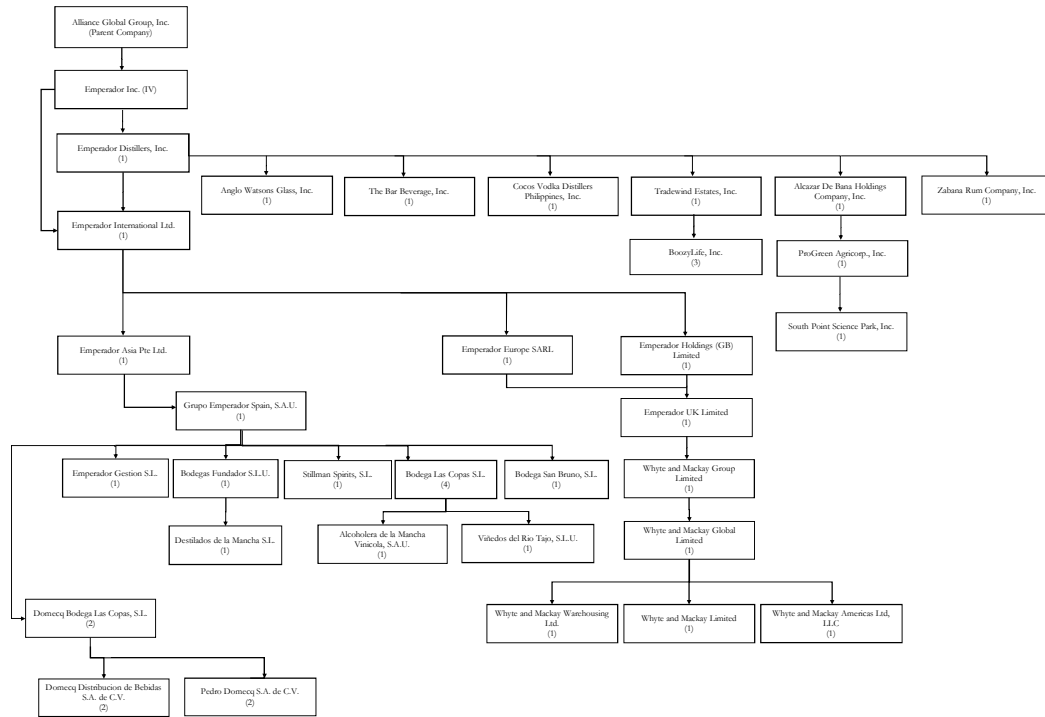 Alliance Global Group, Inc.
(Parent Company)
Emperador Inc. (IV)
Emperador Distillers, Inc.
(1)
Anglo Watsons Glass, Inc.
(1)
The Bar Beverage, Inc.
(1)
Cocos Vodka Distillers
Philippines, Inc.
(1)
Tradewind Estates, Inc.
(1)
Alcazar De Bana Holdings
Company, Inc.
(1)
Zabana Rum Company, Inc.
(1)
Emperador International Ltd.
(1)
BoozyLife, Inc.
(3)
ProGreen Agricorp., Inc.
(1)
South Point Science Park, Inc.
(1)
Emperador Asia Pte Ltd.
(1)
Emperador Europe SARL
(1)
Emperador Holdings (GB)
Limited
(1)
Grupo Emperador Spain, S.A.U.
(1)
Emperador UK Limited
(1)
Emperador Gestion S.L.
(1)
Bodegas Fundador S.L.U.
(1)
Stillman Spirits, S.L.
(1)
Bodega Las Copas S.L.
(4)
Bodega San Bruno, S.L.
(1)
Whyte and Mackay Group
Limited
(1)
Destilados de la Mancha S.L.
(1)
Alcoholera de la Mancha
Vinicola, S.A.U.
(1)
Viñedos del Rio Tajo, S.L.U.
(1)
Whyte and Mackay Global
Limited
(1)
Domecq Bodega Las Copas, S.L.
(2)
Whyte and Mackay Warehousing
Ltd.
(1)
Whyte and Mackay Limited
(1)
Whyte and Mackay Americas Ltd,
LLC
(1)
Domecq Distribucion de Bebidas
S.A. de C.V.
(2)
Pedro Domecq S.A. de C.V.
(2)